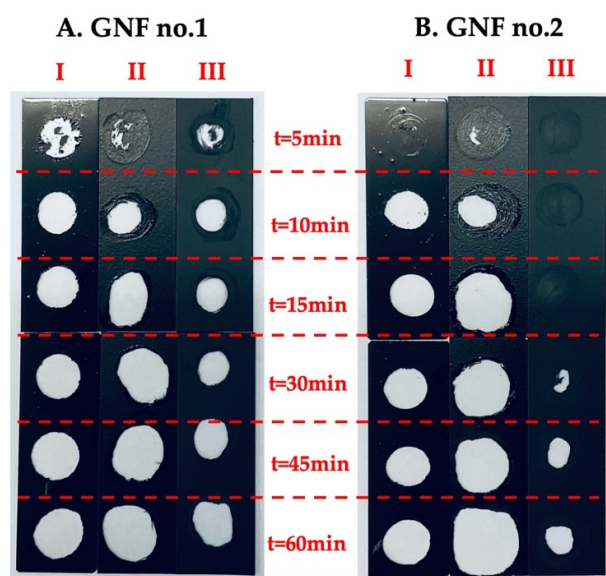 A. GNF no.1
B. GNF no.2
I II III
I II III
t=5min
t=10min
t=15min
t=30min
t=45min
t=60min